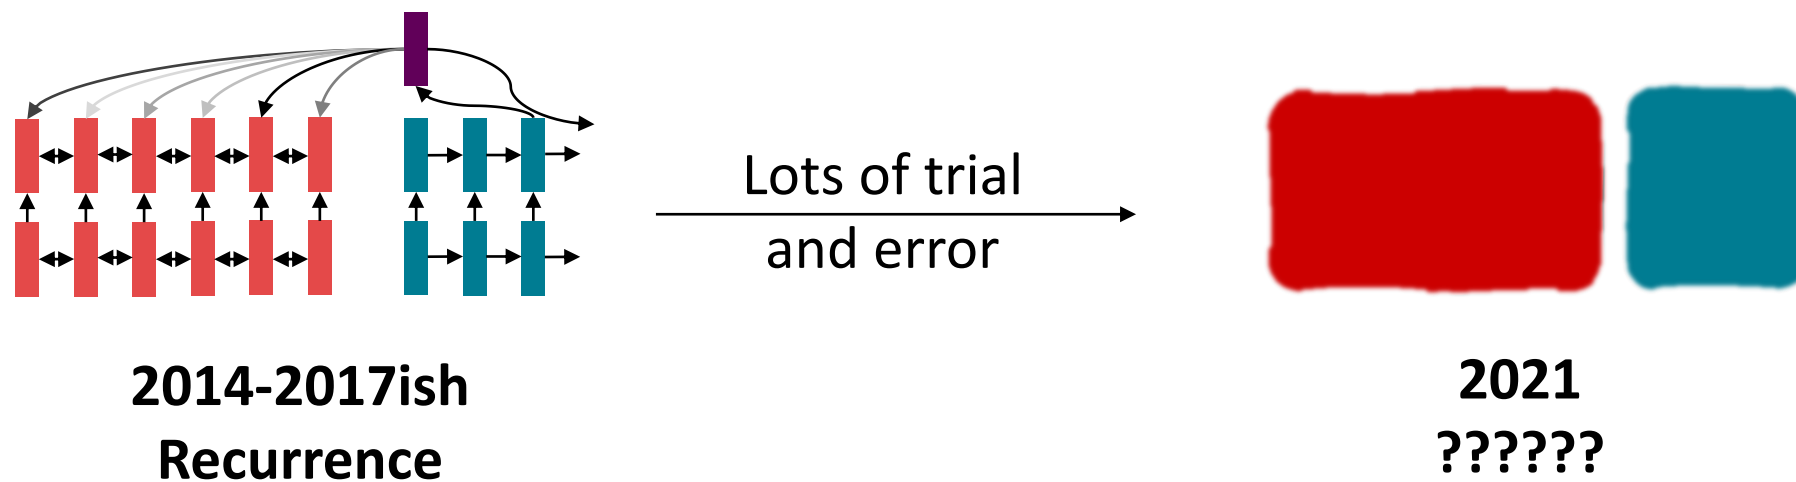 Lots of trial
and error
2014-2017ish
Recurrence
2021
??????